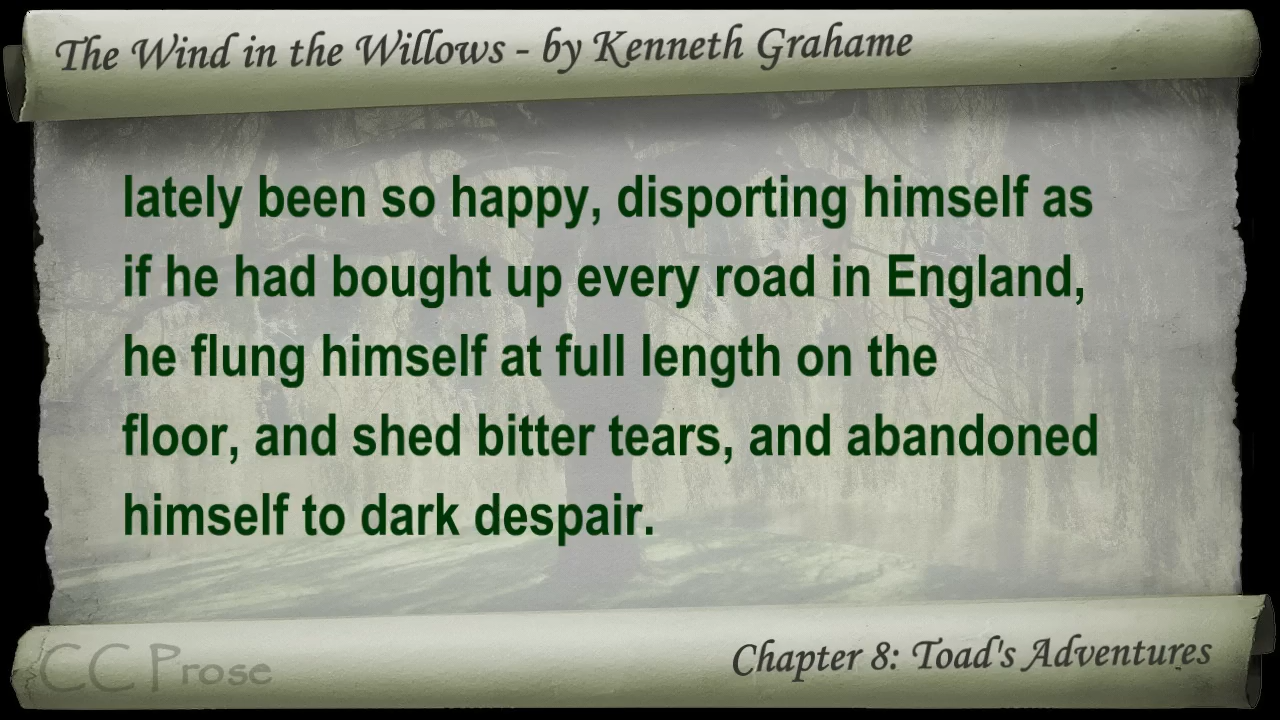 The Wind in the Willows - by Kenneth Grahame
lately been so happy, disporting himself as
if he had bought up every road in England,
he flung himself at full length on the
floor, and shed bitter tears, and abandoned
himself to dark despair.
CC Prose
Chapter 8: Toad's Adventures